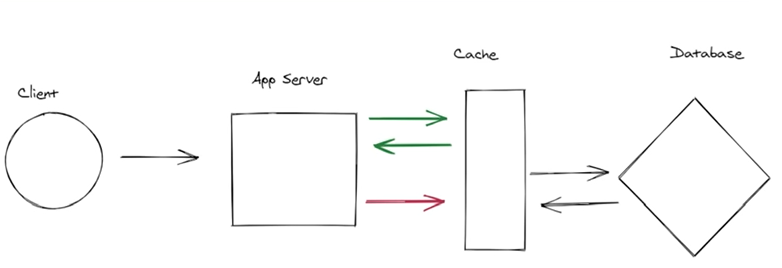 Client
App Server
Cache
Database